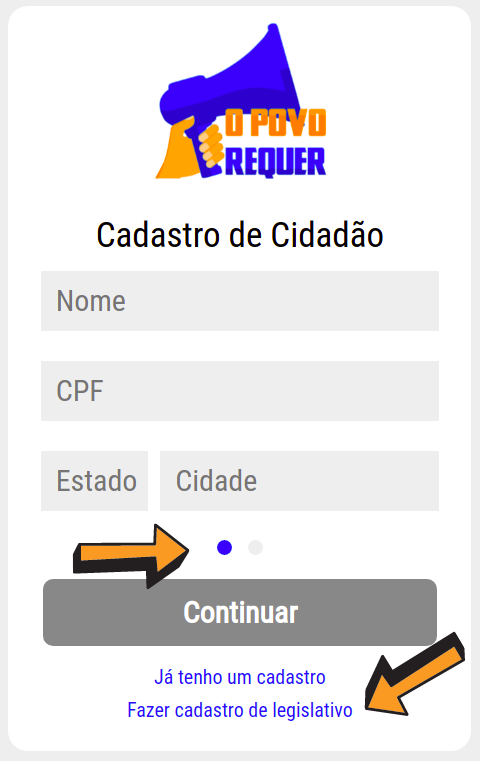 O POVO
REQUER
Cadastro de Cidadão
Nome
CPF
Estado Cidade
Continuar
Já tenho um cadastro
Fazer cadastro de legislativo